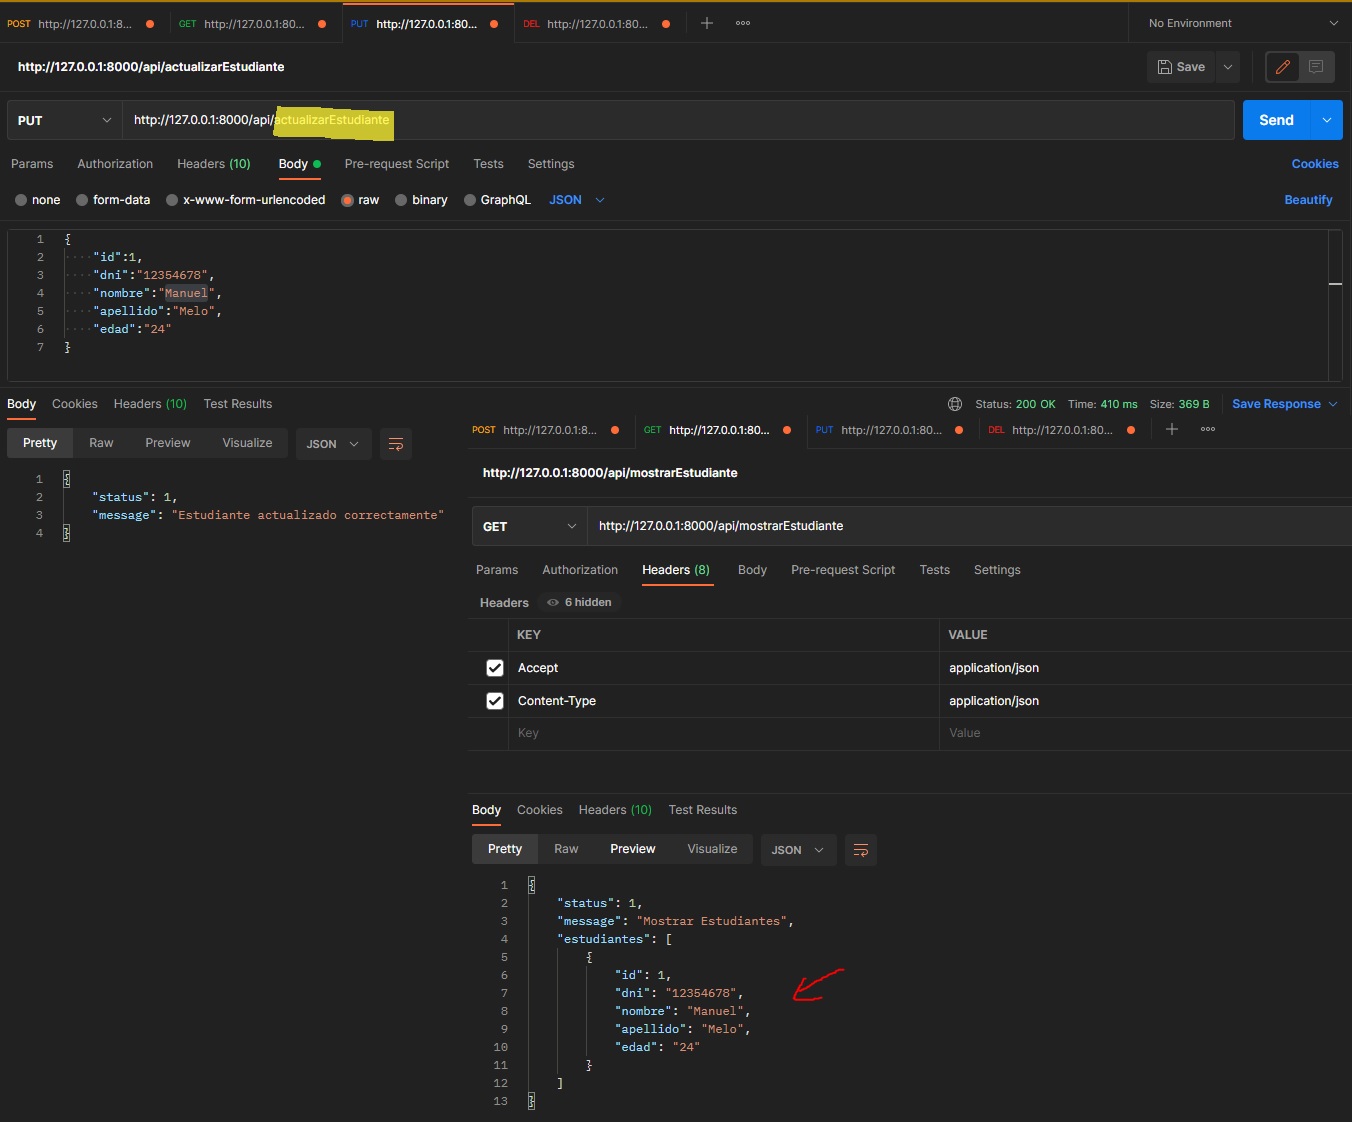 POST http://127.0.0.1:8... GET http://127.0.0.1:80... PUT http://127.0.0.1:80... DEL http://127.0.0.1:80... No Environment
http://127.0.0.1:8000/api/actualizarEstudiante Save
PUT http://127.0.0.1:8000/api/actualizarEstudiante Send
Params Authorization Headers (10) Body Pre-request Script Tests Settings Cookies
none form-data x-www-form-urlencoded raw binary GraphQL JSON Beautify
1 {
2 "id":1,
3 "dni":"12354678",
4 "nombre":"Manuel",
5 "apellido":"Melo",
6 "edad":"24"
7 }
Body Cookies Headers (10) Test Results Status: 200 OK Time: 410 ms Size: 369 B Save Response
Pretty Raw Preview Visualize JSON
1 {
2 "status": 1,
3 "message": "Estudiante actualizado correctamente"
4 }
POST http://127.0.0.1:8... GET http://127.0.0.1:80... PUT http://127.0.0.1:80... DEL http://127.0.0.1:80...
http://127.0.0.1:8000/api/mostrarEstudiante
GET http://127.0.0.1:8000/api/mostrarEstudiante
Params Authorization Headers (8) Body Pre-request Script Tests Settings
Headers 6 hidden
KEY VALUE
Accept application/json
Content-Type application/json
Key Value
Body Cookies Headers (10) Test Results
Pretty Raw Preview Visualize JSON
1 {
2 "status": 1,
3 "message": "Mostrar Estudiantes",
4 "estudiantes": [
5 {
6 "id": 1,
7 "dni": "12354678",
8 "nombre": "Manuel",
9 "apellido": "Melo",
10 "edad": "24"
11 }
12 ]
13 }